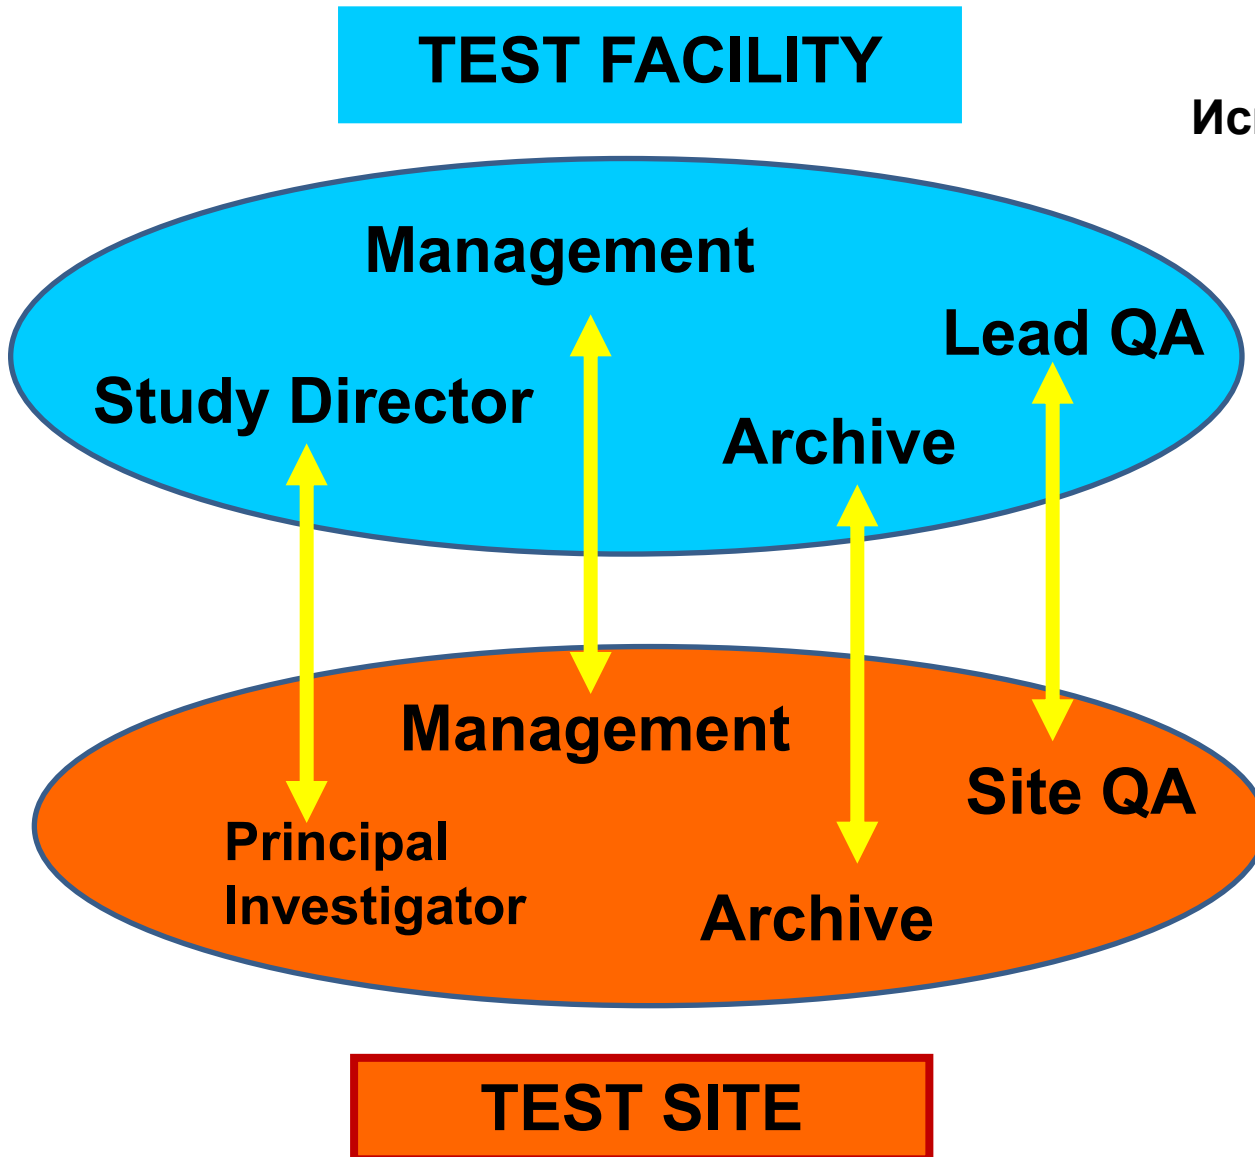 TEST FACILITY
Management
Lead QA
Study Director
Archive
Management
Site QA
Principal
Investigator
Archive
TEST SITE